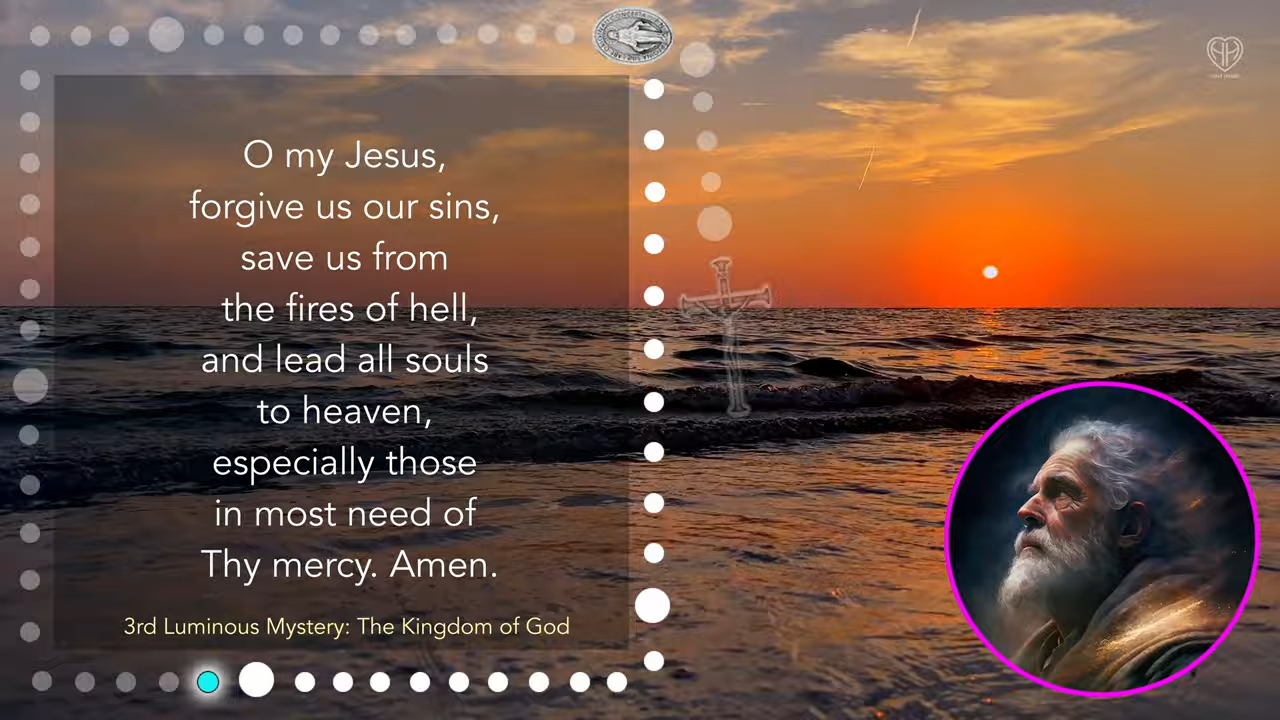 O my Jesus,
forgive us our sins,
save us from
the fires of hell,
and lead all souls
to heaven,
especially those
in most need of
Thy mercy. Amen.
3rd Luminous Mystery: The Kingdom of God